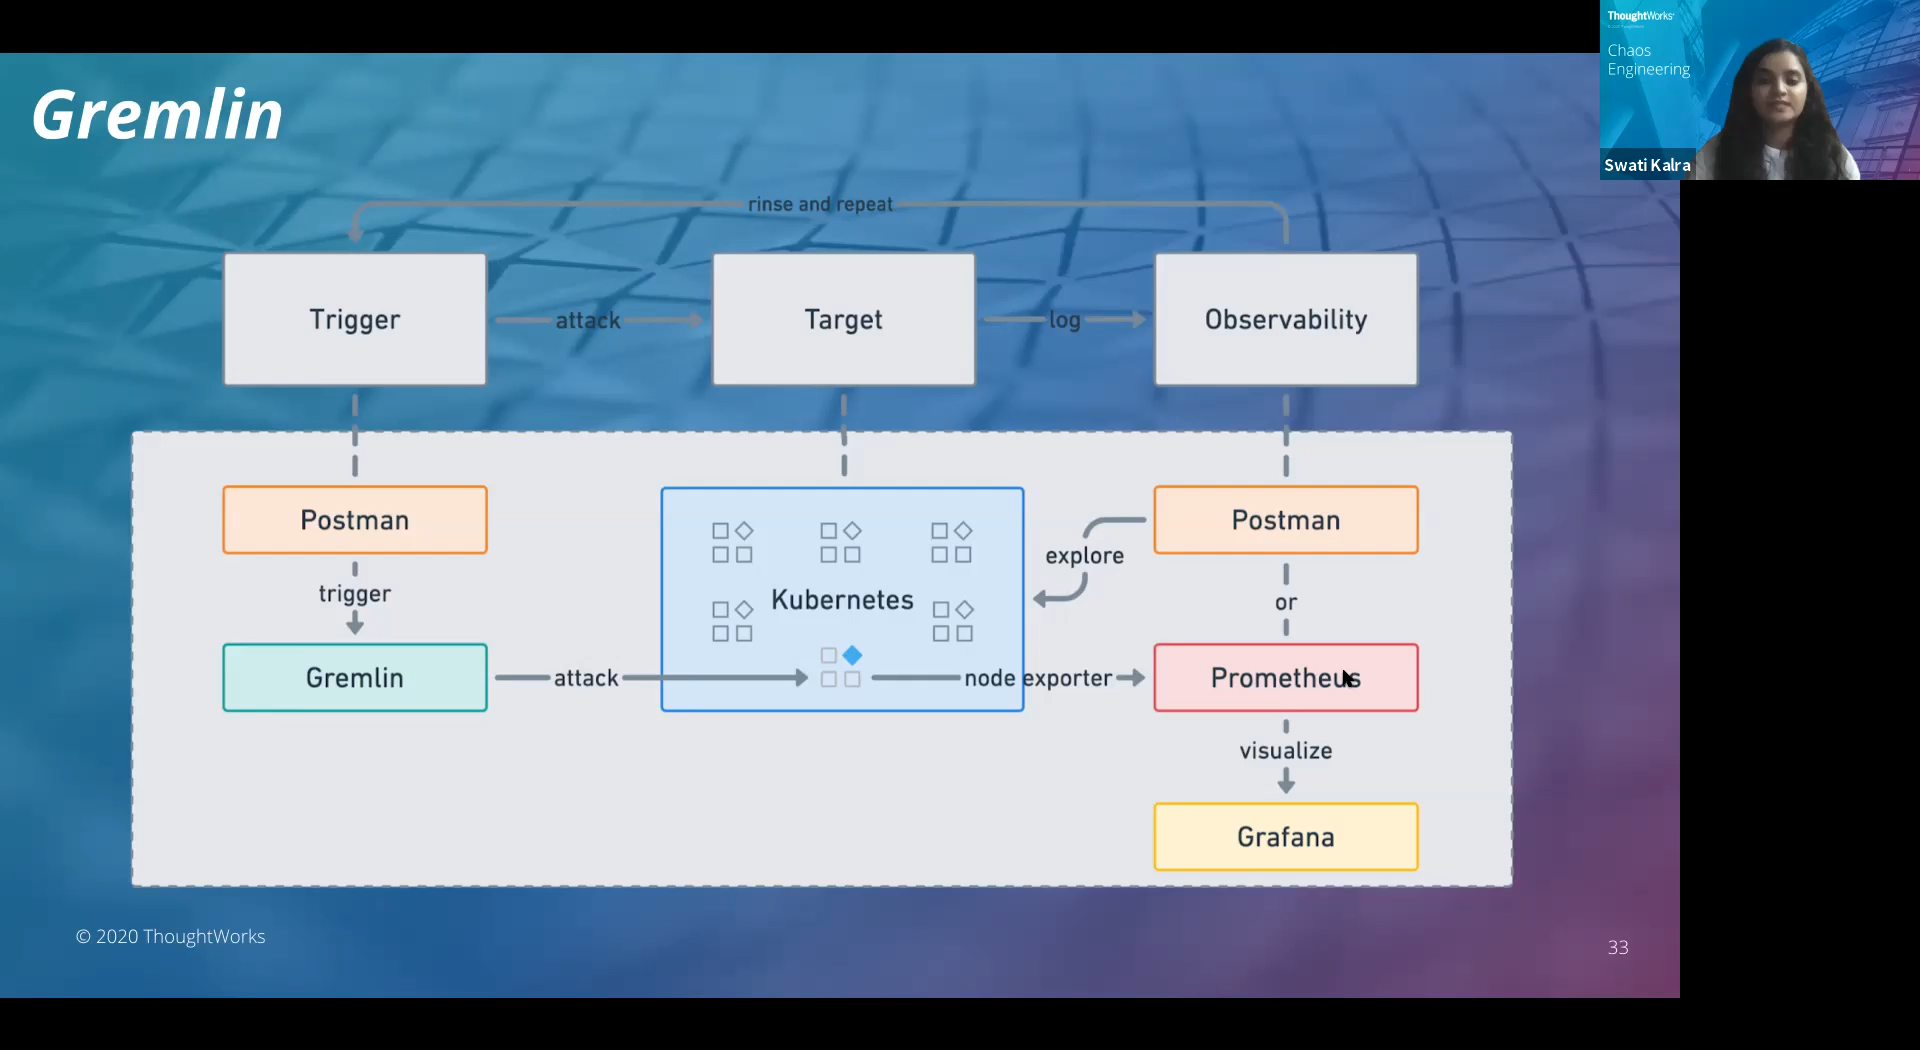 Gremlin
ThoughtWorks
Chaos
Engineering
Swati Kalra
rinse and repeat
Trigger
attack
Target
log
Observability
Postman
trigger
Gremlin
attack
Kubernetes
node exporter
explore
Postman
or
Prometheus
visualize
Grafana
© 2020 ThoughtWorks
33